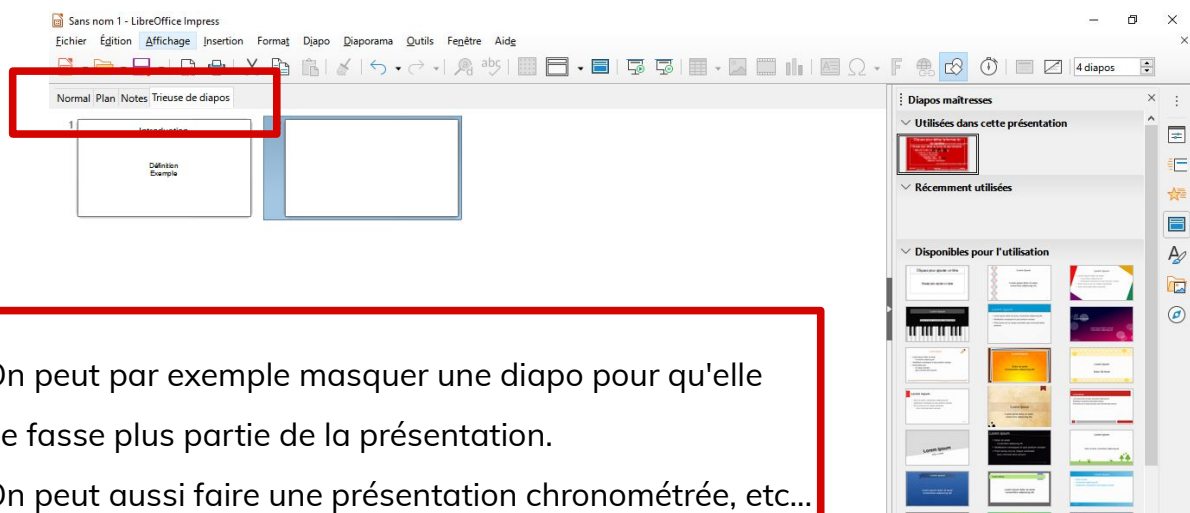 Sans nom 1 - LibreOffice Impress
Fichier Édition Affichage Insertion Format Diapo Diaporama Outils Fenêtre Aide
4 diapos
Normal Plan Notes Trieuse de diapos
Diapos maîtresses
Utilisées dans cette présentation
1
Introduction
Définition
Exemple
Récemment utilisées
Disponibles pour l'utilisation
On peut par exemple masquer une diapo pour qu'elle
e fasse plus partie de la présentation.
On peut aussi faire une présentation chronométrée, etc...